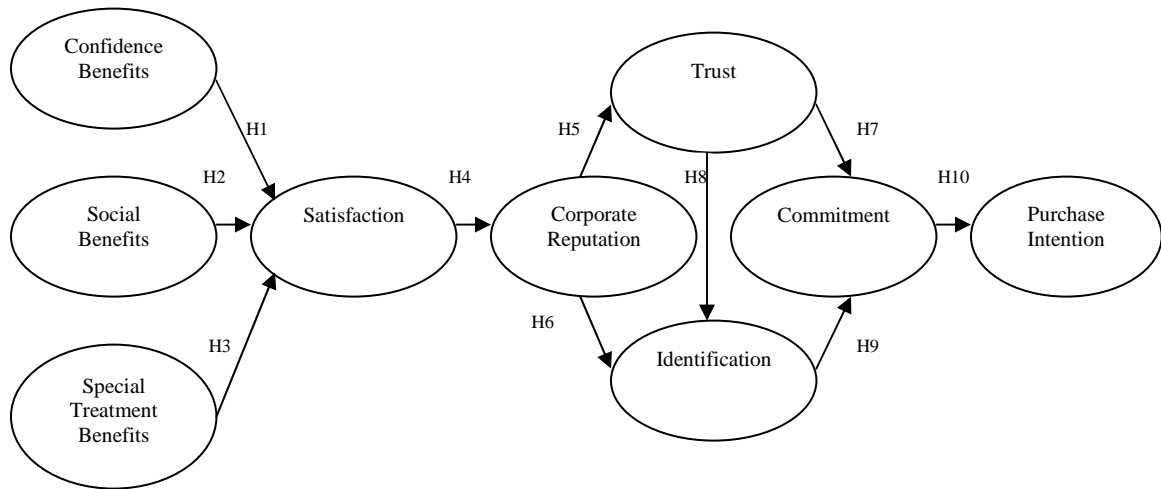 Confidence
Benefits
H1
H2
Social
Benefits
H3
Special
Treatment
Benefits
Satisfaction
H4
Corporate
Reputation
H5
H6
Trust
H8
Identification
H7
H9
Commitment
H10
Purchase
Intention